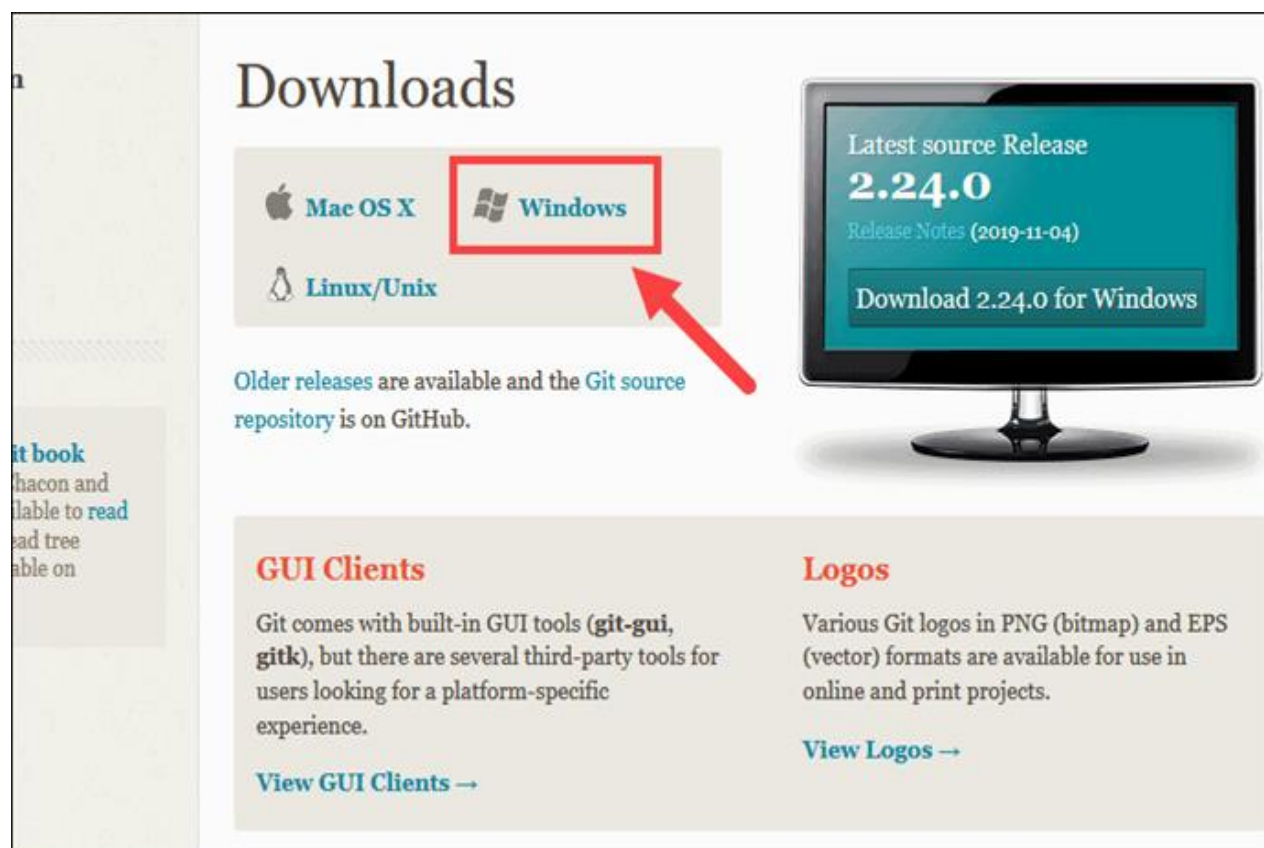 n
Downloads
Mac OS X
Windows
Linux/Unix
Older releases are available and the Git source
repository is on GitHub.
Latest source Release
2.24.0
Release Notes (2019-11-04)
Download 2.24.0 for Windows
it book
hacon and
ilable to read
ead tree
able on
GUI Clients
Git comes with built-in GUI tools (git-gui,
gitk), but there are several third-party tools for
users looking for a platform-specific
experience.
View GUI Clients →
Logos
Various Git logos in PNG (bitmap) and EPS
(vector) formats are available for use in
online and print projects.
View Logos →